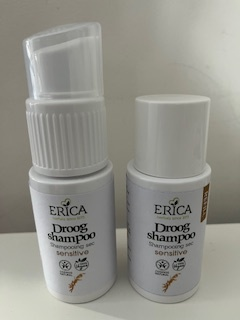 ERICA
Droog
shampoo
Shampooing sec
sensitive
ERICA
Droog
shampoo
Shampooing sec
sensitive